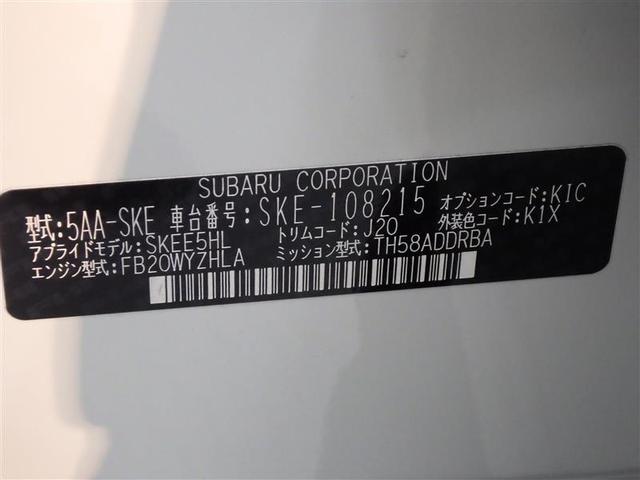 SUBARU CORPORATION
型式:5AA-SKE 車台番号:SKE-108215 オプションコード:KIC
アプライドモデル:SKEE5HL トリムコード:J20 外装色コード:K1X
エンジン型式:FB20WYZHLA ミッション型式:TH58ADDRBA